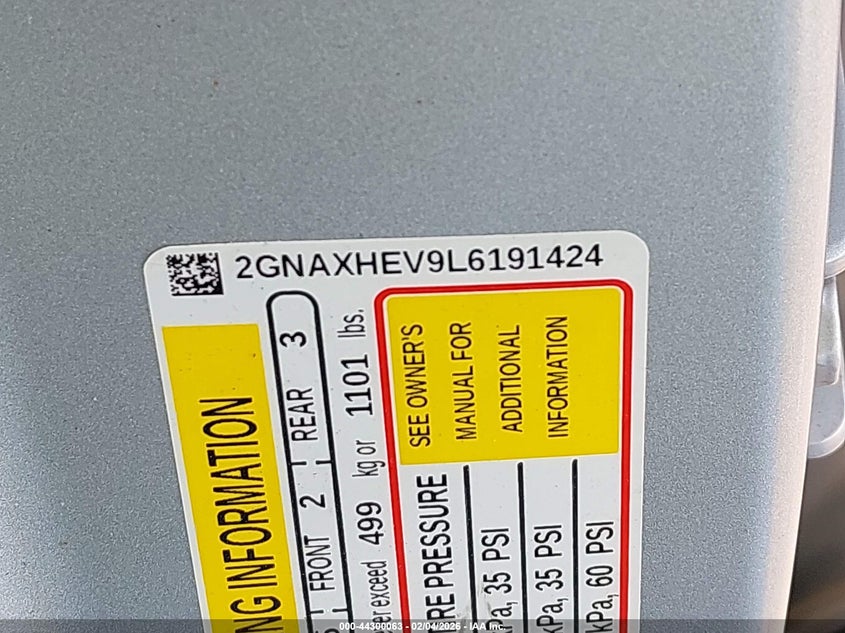 2GNAXHEV9L6191424
NG INFORMATION
FRONT 2 REAR 3
exceed 499 kg or 1101 lbs.
RE PRESSURE
SEE OWNER'S
MANUAL FOR
ADDITIONAL
INFORMATION
kPa, 35 PSI
kPa, 35 PSI
kPa, 60 PSI
000-44300063 - 02/04/2026 - IAA Inc.